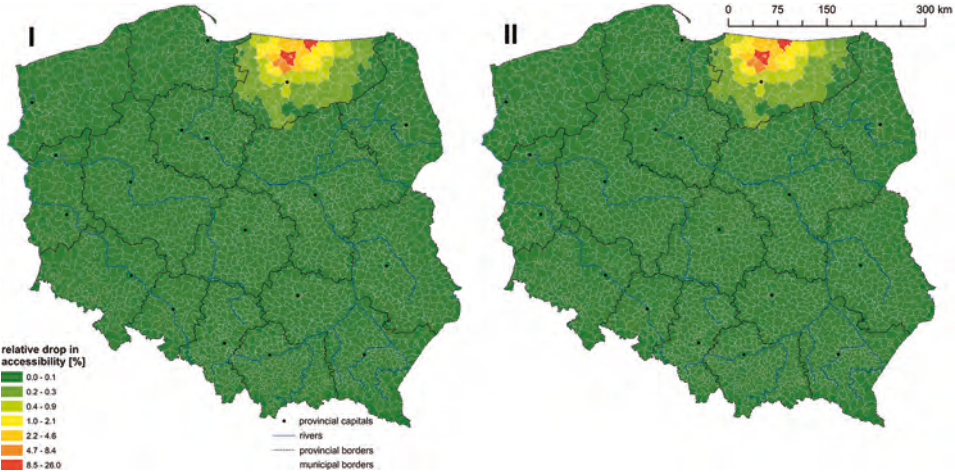 I
II
0 75 150 300 km
relative drop in
accessibility [%]
0.0 - 0.1
0.2 - 0.3
0.4 - 0.9
1.0 - 2.1
2.2 - 4.6
4.7 - 8.4
8.5 - 26.0
provincial capitals
rivers
provincial borders
municipal borders